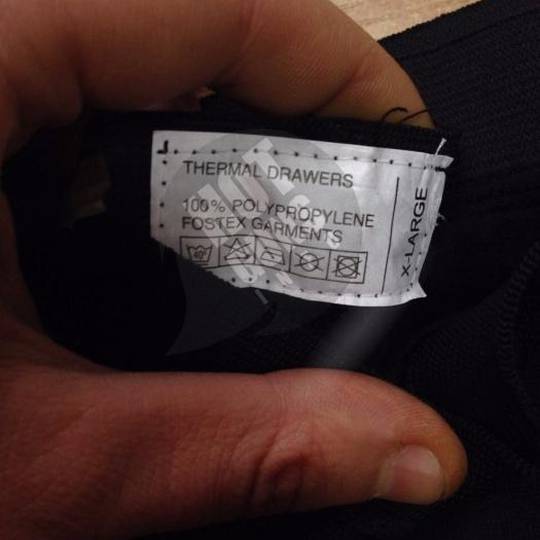 THERMAL DRAWERS
100% POLYPROPYLENE
FOSTEX GARMENTS
X-LARGE